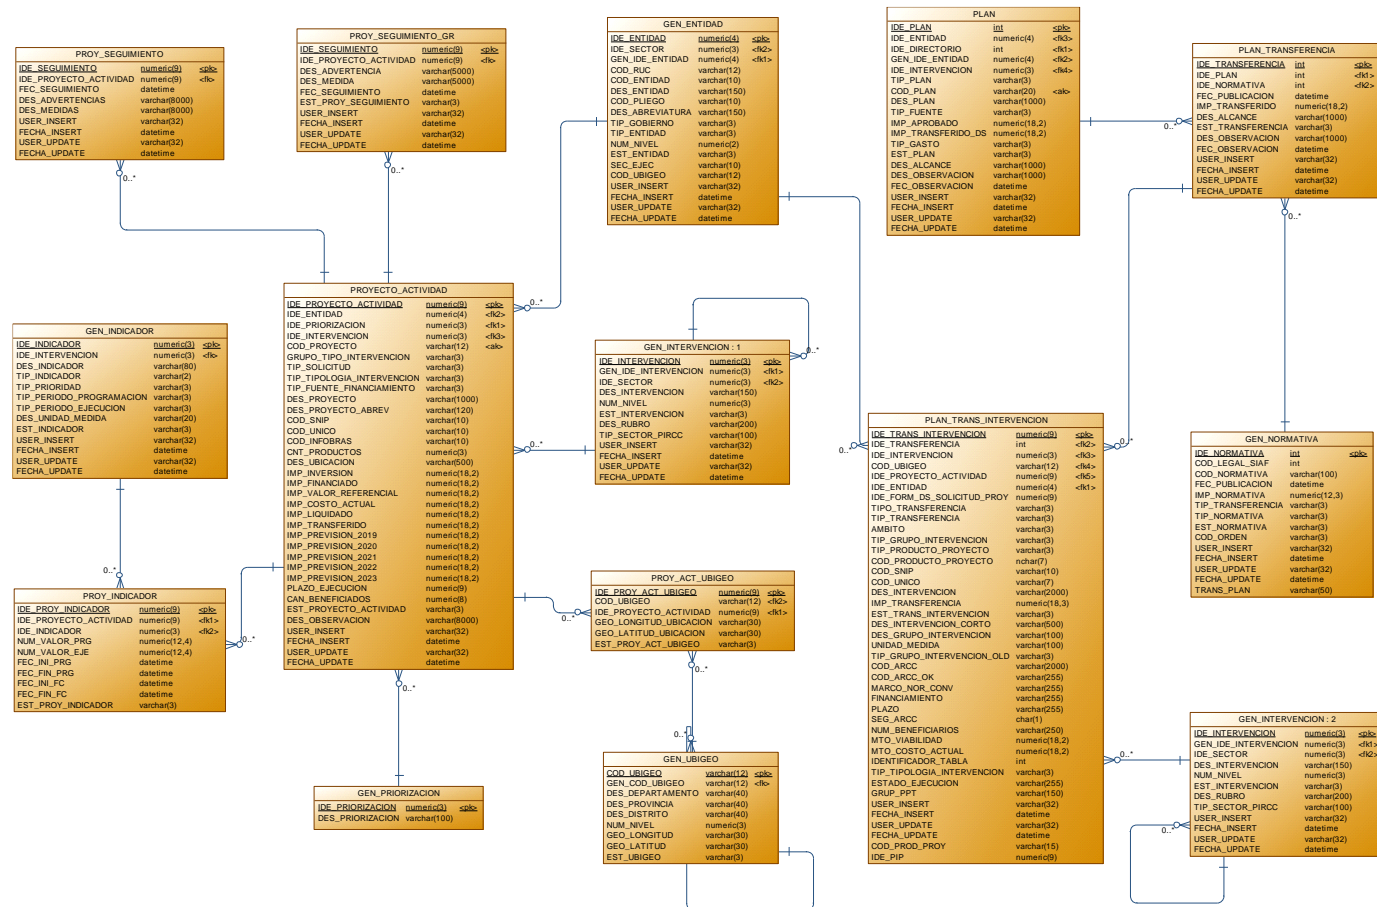 PROY_SEGUIMIENTO
IDE_SEGUIMIENTO numeric(9) <pk>
IDE_PROYECTO_ACTIVIDAD numeric(9) <fk>
FEC_SEGUIMIENTO datetime
DES_ADVERTENCIAS varchar(8000)
DES_MEDIDAS varchar(8000)
USER_INSERT varchar(32)
FECHA_INSERT datetime
USER_UPDATE varchar(32)
FECHA_UPDATE datetime
0..*
PROY_SEGUIMIENTO_GR
IDE_SEGUIMIENTO numeric(9) <pk>
IDE_PROYECTO_ACTIVIDAD numeric(9) <fk>
DES_ADVERTENCIA varchar(5000)
DES_MEDIDA varchar(5000)
FEC_SEGUIMIENTO datetime
EST_PROY_SEGUIMIENTO varchar(3)
USER_INSERT varchar(32)
FECHA_INSERT datetime
USER_UPDATE varchar(32)
FECHA_UPDATE datetime
0..*
GEN_ENTIDAD
IDE_ENTIDAD numeric(4) <pk>
IDE_SECTOR numeric(3) <fk2>
GEN_IDE_ENTIDAD numeric(4) <fk1>
COD_RUC varchar(12)
COD_ENTIDAD varchar(10)
DES_ENTIDAD varchar(150)
COD_PLIEGO varchar(10)
DES_ABREVIATURA varchar(150)
TIP_GOBIERNO varchar(3)
TIP_ENTIDAD varchar(3)
NUM_NIVEL numeric(2)
EST_ENTIDAD varchar(3)
SEC_EJEC varchar(10)
COD_UBIGEO varchar(12)
USER_INSERT varchar(32)
FECHA_INSERT datetime
USER_UPDATE varchar(32)
FECHA_UPDATE datetime
PLAN
IDE_PLAN int <pk>
IDE_ENTIDAD numeric(4) <fk3>
IDE_DIRECTORIO int <fk1>
GEN_IDE_ENTIDAD numeric(4) <fk2>
IDE_INTERVENCION numeric(3) <fk4>
TIP_PLAN varchar(3)
COD_PLAN varchar(20) <ak>
DES_PLAN varchar(1000)
TIP_FUENTE varchar(3)
IMP_APROBADO numeric(18,2)
IMP_TRANSFERIDO_DS numeric(18,2)
TIP_GASTO varchar(3)
EST_PLAN varchar(3)
DES_ALCANCE varchar(1000)
DES_OBSERVACION varchar(1000)
FEC_OBSERVACION datetime
USER_INSERT varchar(32)
FECHA_INSERT datetime
USER_UPDATE varchar(32)
FECHA_UPDATE datetime
0..*
PLAN_TRANSFERENCIA
IDE_TRANSFERENCIA int <pk>
IDE_PLAN int <fk1>
IDE_NORMATIVA int <fk2>
FEC_PUBLICACION datetime
IMP_TRANSFERIDO numeric(18,2)
DES_ALCANCE varchar(1000)
EST_TRANSFERENCIA varchar(3)
DES_OBSERVACION varchar(1000)
FEC_OBSERVACION datetime
USER_INSERT varchar(32)
FECHA_INSERT datetime
USER_UPDATE varchar(32)
FECHA_UPDATE datetime
0..*
PROYECTO_ACTIVIDAD
IDE_PROYECTO_ACTIVIDAD numeric(9) <pk>
IDE_ENTIDAD numeric(4) <fk2>
IDE_PRIORIZACION numeric(3) <fk1>
IDE_INTERVENCION numeric(3) <fk3>
COD_PROYECTO varchar(12) <ak>
GRUPO_TIPO_INTERVENCION varchar(3)
TIP_SOLICITUD varchar(3)
TIP_TIPOLOGIA_INTERVENCION varchar(3)
TIP_FUENTE_FINANCIAMIENTO varchar(3)
DES_PROYECTO varchar(1000)
DES_PROYECTO_ABREV varchar(120)
COD_SNIP varchar(10)
COD_UNICO varchar(10)
COD_INFOBRAS varchar(10)
CNT_PRODUCTOS numeric(3)
DES_UBICACION varchar(500)
IMP_INVERSION numeric(18,2)
IMP_FINANCIADO numeric(18,2)
IMP_VALOR_REFERENCIAL numeric(18,2)
IMP_COSTO_ACTUAL numeric(18,2)
IMP_LIQUIDADO numeric(18,2)
IMP_TRANSFERIDO numeric(18,2)
IMP_PREVISION_2019 numeric(18,2)
IMP_PREVISION_2020 numeric(18,2)
IMP_PREVISION_2021 numeric(18,2)
IMP_PREVISION_2022 numeric(18,2)
IMP_PREVISION_2023 numeric(18,2)
PLAZO_EJECUCION numeric(9)
CAN_BENEFICIADOS numeric(8)
EST_PROYECTO_ACTIVIDAD varchar(3)
DES_OBSERVACION varchar(8000)
USER_INSERT varchar(32)
FECHA_INSERT datetime
USER_UPDATE varchar(32)
FECHA_UPDATE datetime
0..*
0..*
0..*
GEN_INDICADOR
IDE_INDICADOR numeric(3) <pk>
IDE_INTERVENCION numeric(3) <fk>
DES_INDICADOR varchar(80)
TIP_INDICADOR varchar(2)
TIP_PRIORIDAD varchar(3)
TIP_PERIODO_PROGRAMACION varchar(3)
TIP_PERIODO_EJECUCION varchar(3)
DES_UNIDAD_MEDIDA varchar(20)
EST_INDICADOR varchar(3)
USER_INSERT varchar(32)
FECHA_INSERT datetime
USER_UPDATE varchar(32)
FECHA_UPDATE datetime
0..*
GEN_INTERVENCION : 1
IDE_INTERVENCION numeric(3) <pk>
GEN_IDE_INTERVENCION numeric(3) <fk1>
IDE_SECTOR numeric(3) <fk2>
DES_INTERVENCION varchar(150)
NUM_NIVEL numeric(3)
EST_INTERVENCION varchar(3)
DES_RUBRO varchar(200)
TIP_SECTOR_PIRCC varchar(100)
USER_INSERT varchar(32)
FECHA_INSERT datetime
USER_UPDATE varchar(32)
FECHA_UPDATE datetime
0..*
PLAN_TRANS_INTERVENCION
IDE_TRANS_INTERVENCION numeric(9) <pk>
IDE_TRANSFERENCIA int <fk2>
IDE_INTERVENCION numeric(3) <fk3>
COD_UBIGEO varchar(12) <fk4>
IDE_PROYECTO_ACTIVIDAD numeric(9) <fk5>
IDE_ENTIDAD numeric(4) <fk1>
IDE_FORM_DS_SOLICITUD_PROY numeric(9)
TIPO_TRANSFERENCIA varchar(3)
TIP_TRANSFERENCIA varchar(3)
AMBITO varchar(3)
TIP_GRUPO_INTERVENCION varchar(3)
TIP_PRODUCTO_PROYECTO varchar(3)
COD_PRODUCTO_PROYECTO nchar(7)
COD_SNIP varchar(10)
COD_UNICO varchar(7)
DES_INTERVENCION varchar(2000)
IMP_TRANSFERENCIA numeric(18,3)
EST_TRANS_INTERVENCION varchar(3)
DES_INTERVENCION_CORTO varchar(500)
DES_GRUPO_INTERVENCION varchar(100)
UNIDAD_MEDIDA varchar(100)
TIP_GRUPO_INTERVENCION_OLD varchar(3)
COD_ARCC varchar(2000)
COD_ARCC_OK varchar(255)
MARCO_NOR_CONV varchar(255)
FINANCIAMIENTO varchar(255)
PLAZO varchar(255)
SEG_ARCC char(1)
NUM_BENEFICIARIOS varchar(250)
MTO_VIABILIDAD numeric(18,2)
MTO_COSTO_ACTUAL numeric(18,2)
IDENTIFICADOR_TABLA int
TIP_TIPOLOGIA_INTERVENCION varchar(3)
ESTADO_EJECUCION varchar(255)
GRUP_PPT varchar(150)
USER_INSERT varchar(32)
FECHA_INSERT datetime
USER_UPDATE varchar(32)
FECHA_UPDATE datetime
COD_PROD_PROY varchar(15)
IDE_PIP numeric(9)
0..*
0..*
0..*
GEN_NORMATIVA
IDE_NORMATIVA int <pk>
COD_LEGAL_SIAF int
COD_NORMATIVA varchar(100)
FEC_PUBLICACION datetime
IMP_NORMATIVA numeric(12,3)
TIP_TRANSFERENCIA varchar(3)
TIP_NORMATIVA varchar(3)
EST_NORMATIVA varchar(3)
COD_ORDEN varchar(3)
USER_INSERT varchar(32)
FECHA_INSERT datetime
USER_UPDATE varchar(32)
FECHA_UPDATE datetime
TRANS_PLAN varchar(50)
PROY_INDICADOR
IDE_PROY_INDICADOR numeric(9) <pk>
IDE_PROYECTO_ACTIVIDAD numeric(9) <fk1>
IDE_INDICADOR numeric(3) <fk2>
NUM_VALOR_PRG numeric(12,4)
NUM_VALOR_EJE numeric(12,4)
FEC_INI_PRG datetime
FEC_FIN_PRG datetime
FEC_INI_FC datetime
FEC_FIN_FC datetime
EST_PROY_INDICADOR varchar(3)
0..*
PROY_ACT_UBIGEO
IDE_PROY_ACT_UBIGEO numeric(9) <pk>
COD_UBIGEO varchar(12) <fk2>
IDE_PROYECTO_ACTIVIDAD numeric(9) <fk1>
GEO_LONGITUD_UBICACION varchar(30)
GEO_LATITUD_UBICACION varchar(30)
EST_PROY_ACT_UBIGEO varchar(3)
0..*
0..*
GEN_PRIORIZACION
IDE_PRIORIZACION numeric(3) <pk>
DES_PRIORIZACION varchar(100)
0..*
GEN_UBIGEO
COD_UBIGEO varchar(12) <pk>
GEN_COD_UBIGEO varchar(12) <fk>
DES_DEPARTAMENTO varchar(40)
DES_PROVINCIA varchar(40)
DES_DISTRITO varchar(40)
NUM_NIVEL numeric(3)
GEO_LONGITUD varchar(30)
GEO_LATITUD varchar(30)
EST_UBIGEO varchar(3)
GEN_INTERVENCION : 2
IDE_INTERVENCION numeric(3) <pk>
GEN_IDE_INTERVENCION numeric(3) <fk1>
IDE_SECTOR numeric(3) <fk2>
DES_INTERVENCION varchar(150)
NUM_NIVEL numeric(3)
EST_INTERVENCION varchar(3)
DES_RUBRO varchar(200)
TIP_SECTOR_PIRCC varchar(100)
USER_INSERT varchar(32)
FECHA_INSERT datetime
USER_UPDATE varchar(32)
FECHA_UPDATE datetime
0..*